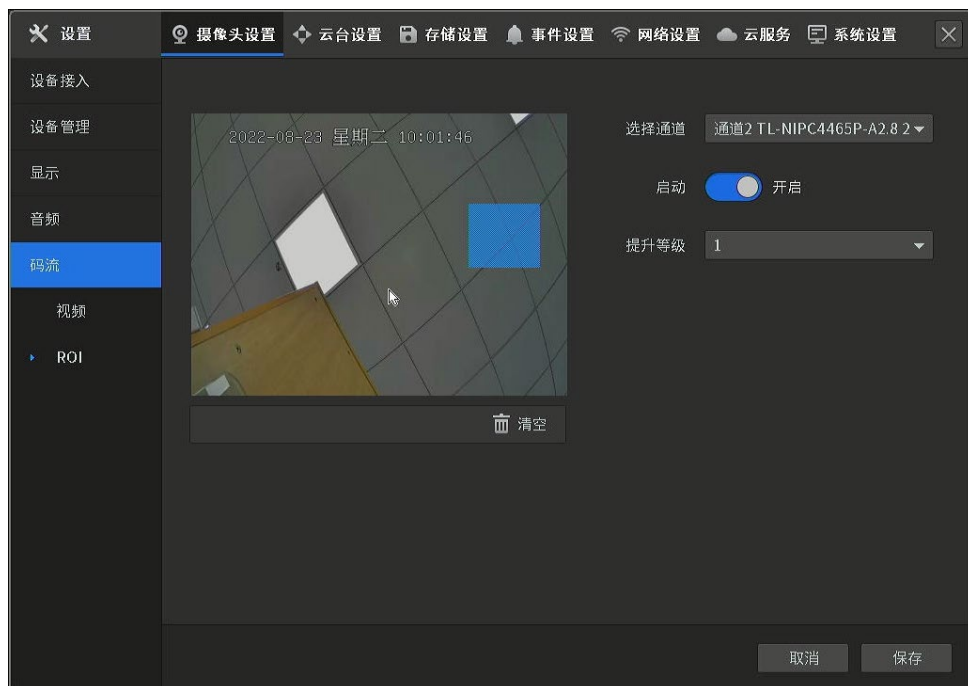 设置 摄像头设置 云台设置 存储设置 事件设置 网络设置 云服务 系统设置
设备接入
设备管理
显示
音频
码流
视频
ROI
2022-08-23 星期二 10:01:46
选择通道 通道2 TL-NIPC4465P-A2.8 2
启动 开启
提升等级 1
清空
取消 保存